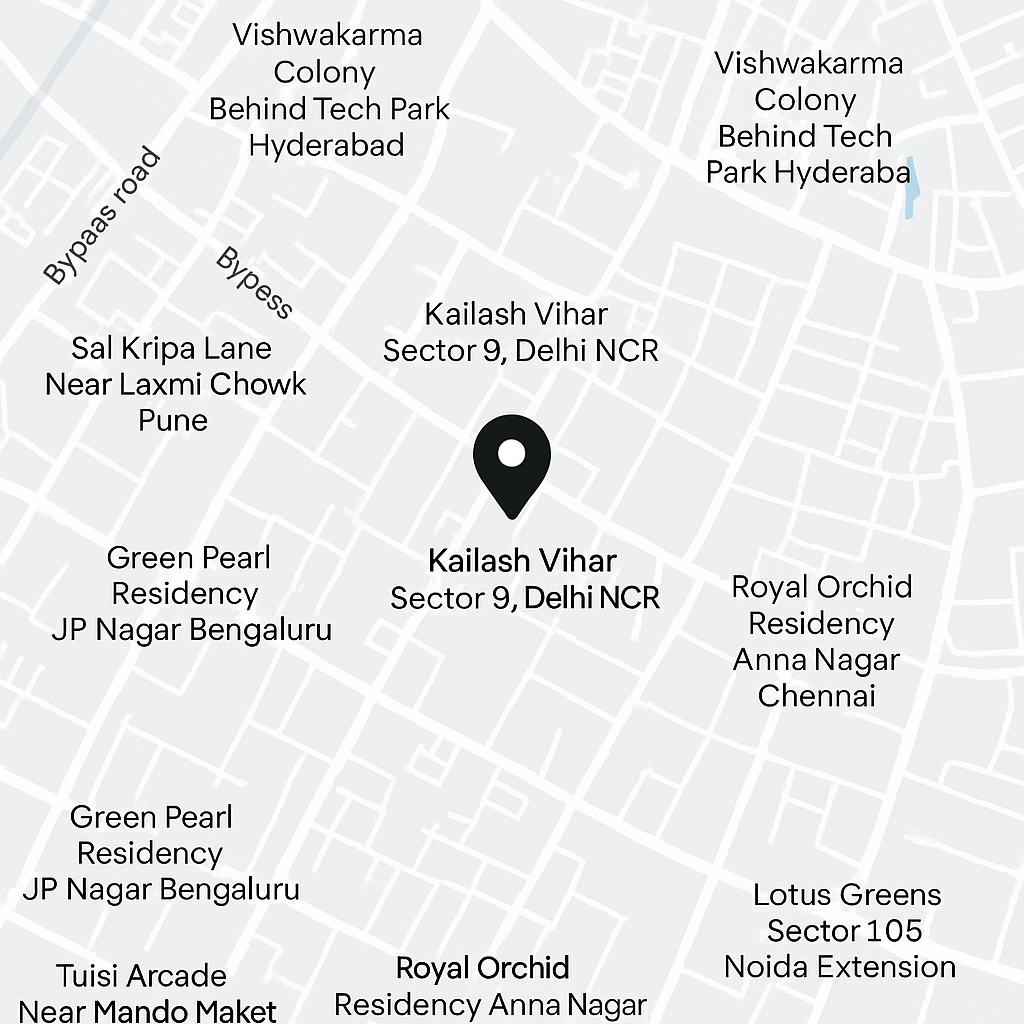 Vishwakarma
Colony
Behind Tech Park
Hyderabad
Vishwakarma
Colony
Behind Tech
Park Hyderaba
Bypaas road
Bypess
Kailash Vihar
Sector 9, Delhi NCR
Sal Kripa Lane
Near Laxmi Chowk
Pune
Kailash Vihar
Sector 9, Delhi NCR
Green Pearl
Residency
JP Nagar Bengaluru
Royal Orchid
Residency
Anna Nagar
Chennai
Green Pearl
Residency
JP Nagar Bengaluru
Lotus Greens
Sector 105
Noida Extension
Tuisi Arcade
Near Mando Maket
Royal Orchid
Residency Anna Nagar